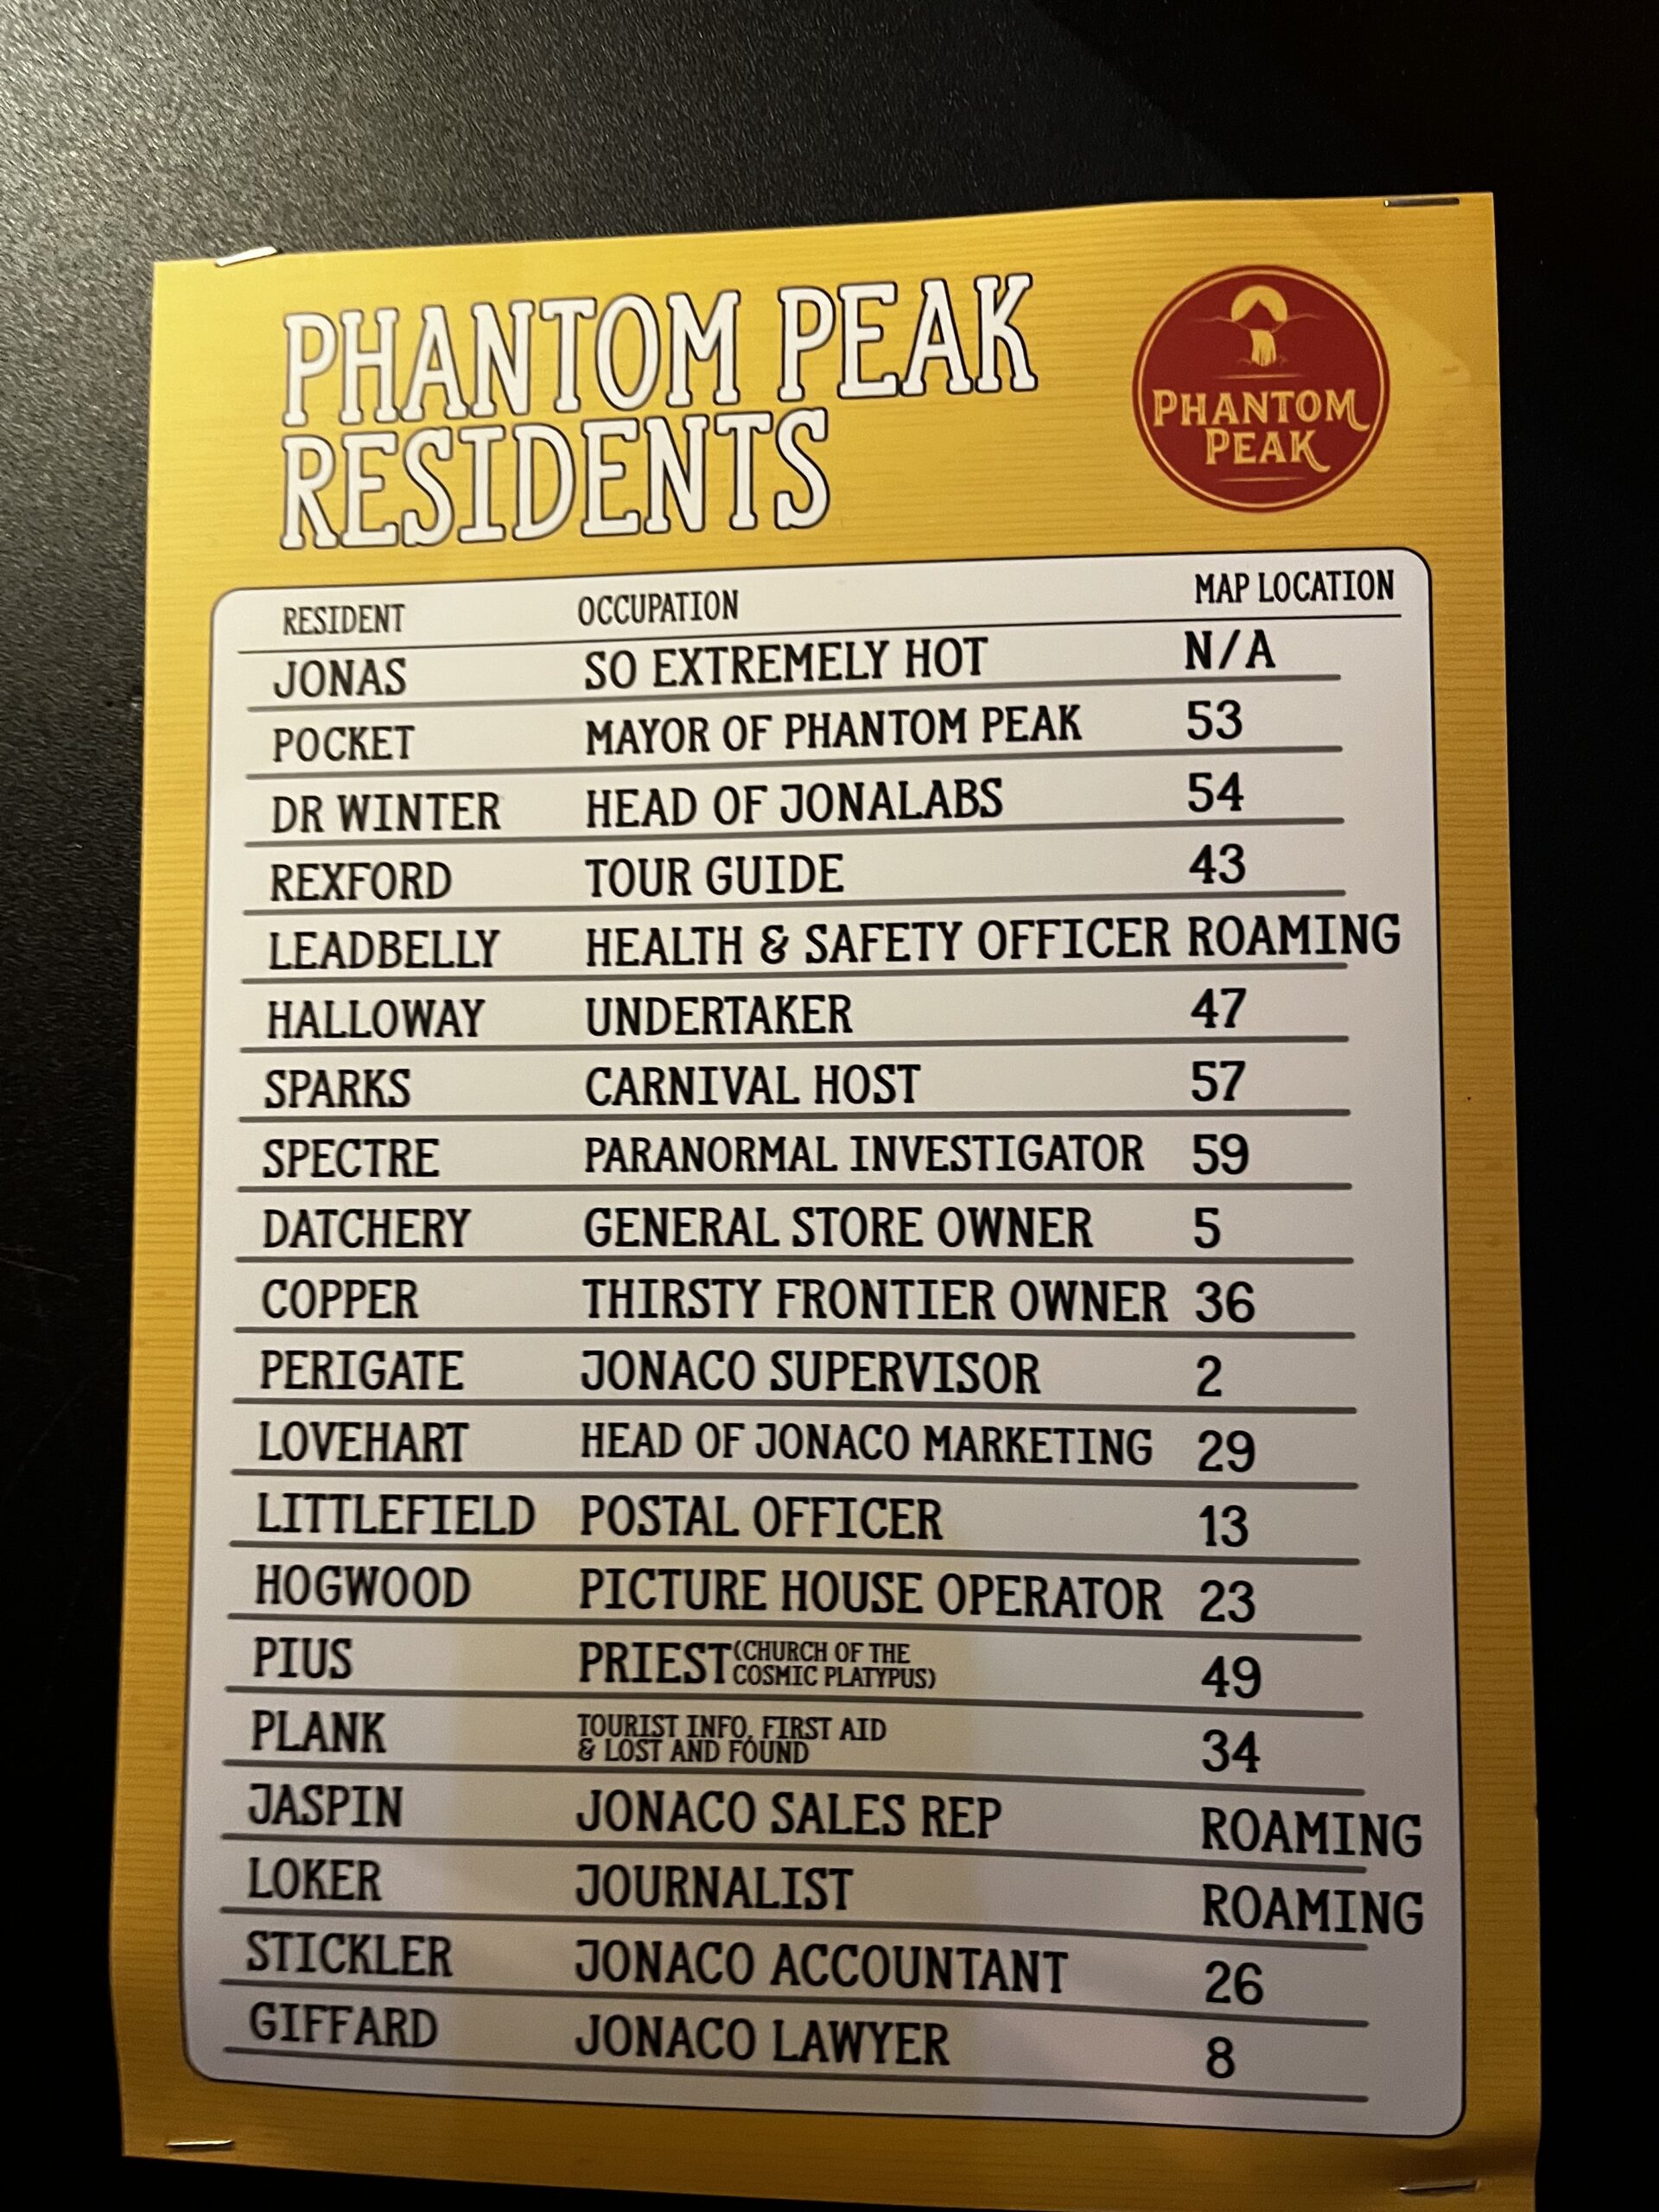 PHANTOM PEAK
RESIDENTS
PHANTOM
PEAK
RESIDENT OCCUPATION MAP LOCATION
JONAS SO EXTREMELY HOT N/A
POCKET MAYOR OF PHANTOM PEAK 53
DR WINTER HEAD OF JONALABS 54
REXFORD TOUR GUIDE 43
LEADBELLY HEALTH & SAFETY OFFICER ROAMING
HALLOWAY UNDERTAKER 47
SPARKS CARNIVAL HOST 57
SPECTRE PARANORMAL INVESTIGATOR 59
DATCHERY GENERAL STORE OWNER 5
COPPER THIRSTY FRONTIER OWNER 36
PERIGATE JONACO SUPERVISOR 2
LOVEHART HEAD OF JONACO MARKETING 29
LITTLEFIELD POSTAL OFFICER 13
HOGWOOD PICTURE HOUSE OPERATOR 23
PIUS PRIEST (CHURCH OF THE
COSMIC PLATYPUS) 49
PLANK TOURIST INFO, FIRST AID
& LOST AND FOUND 34
JASPIN JONACO SALES REP ROAMING
LOKER JOURNALIST ROAMING
STICKLER JONACO ACCOUNTANT 26
GIFFARD JONACO LAWYER 8